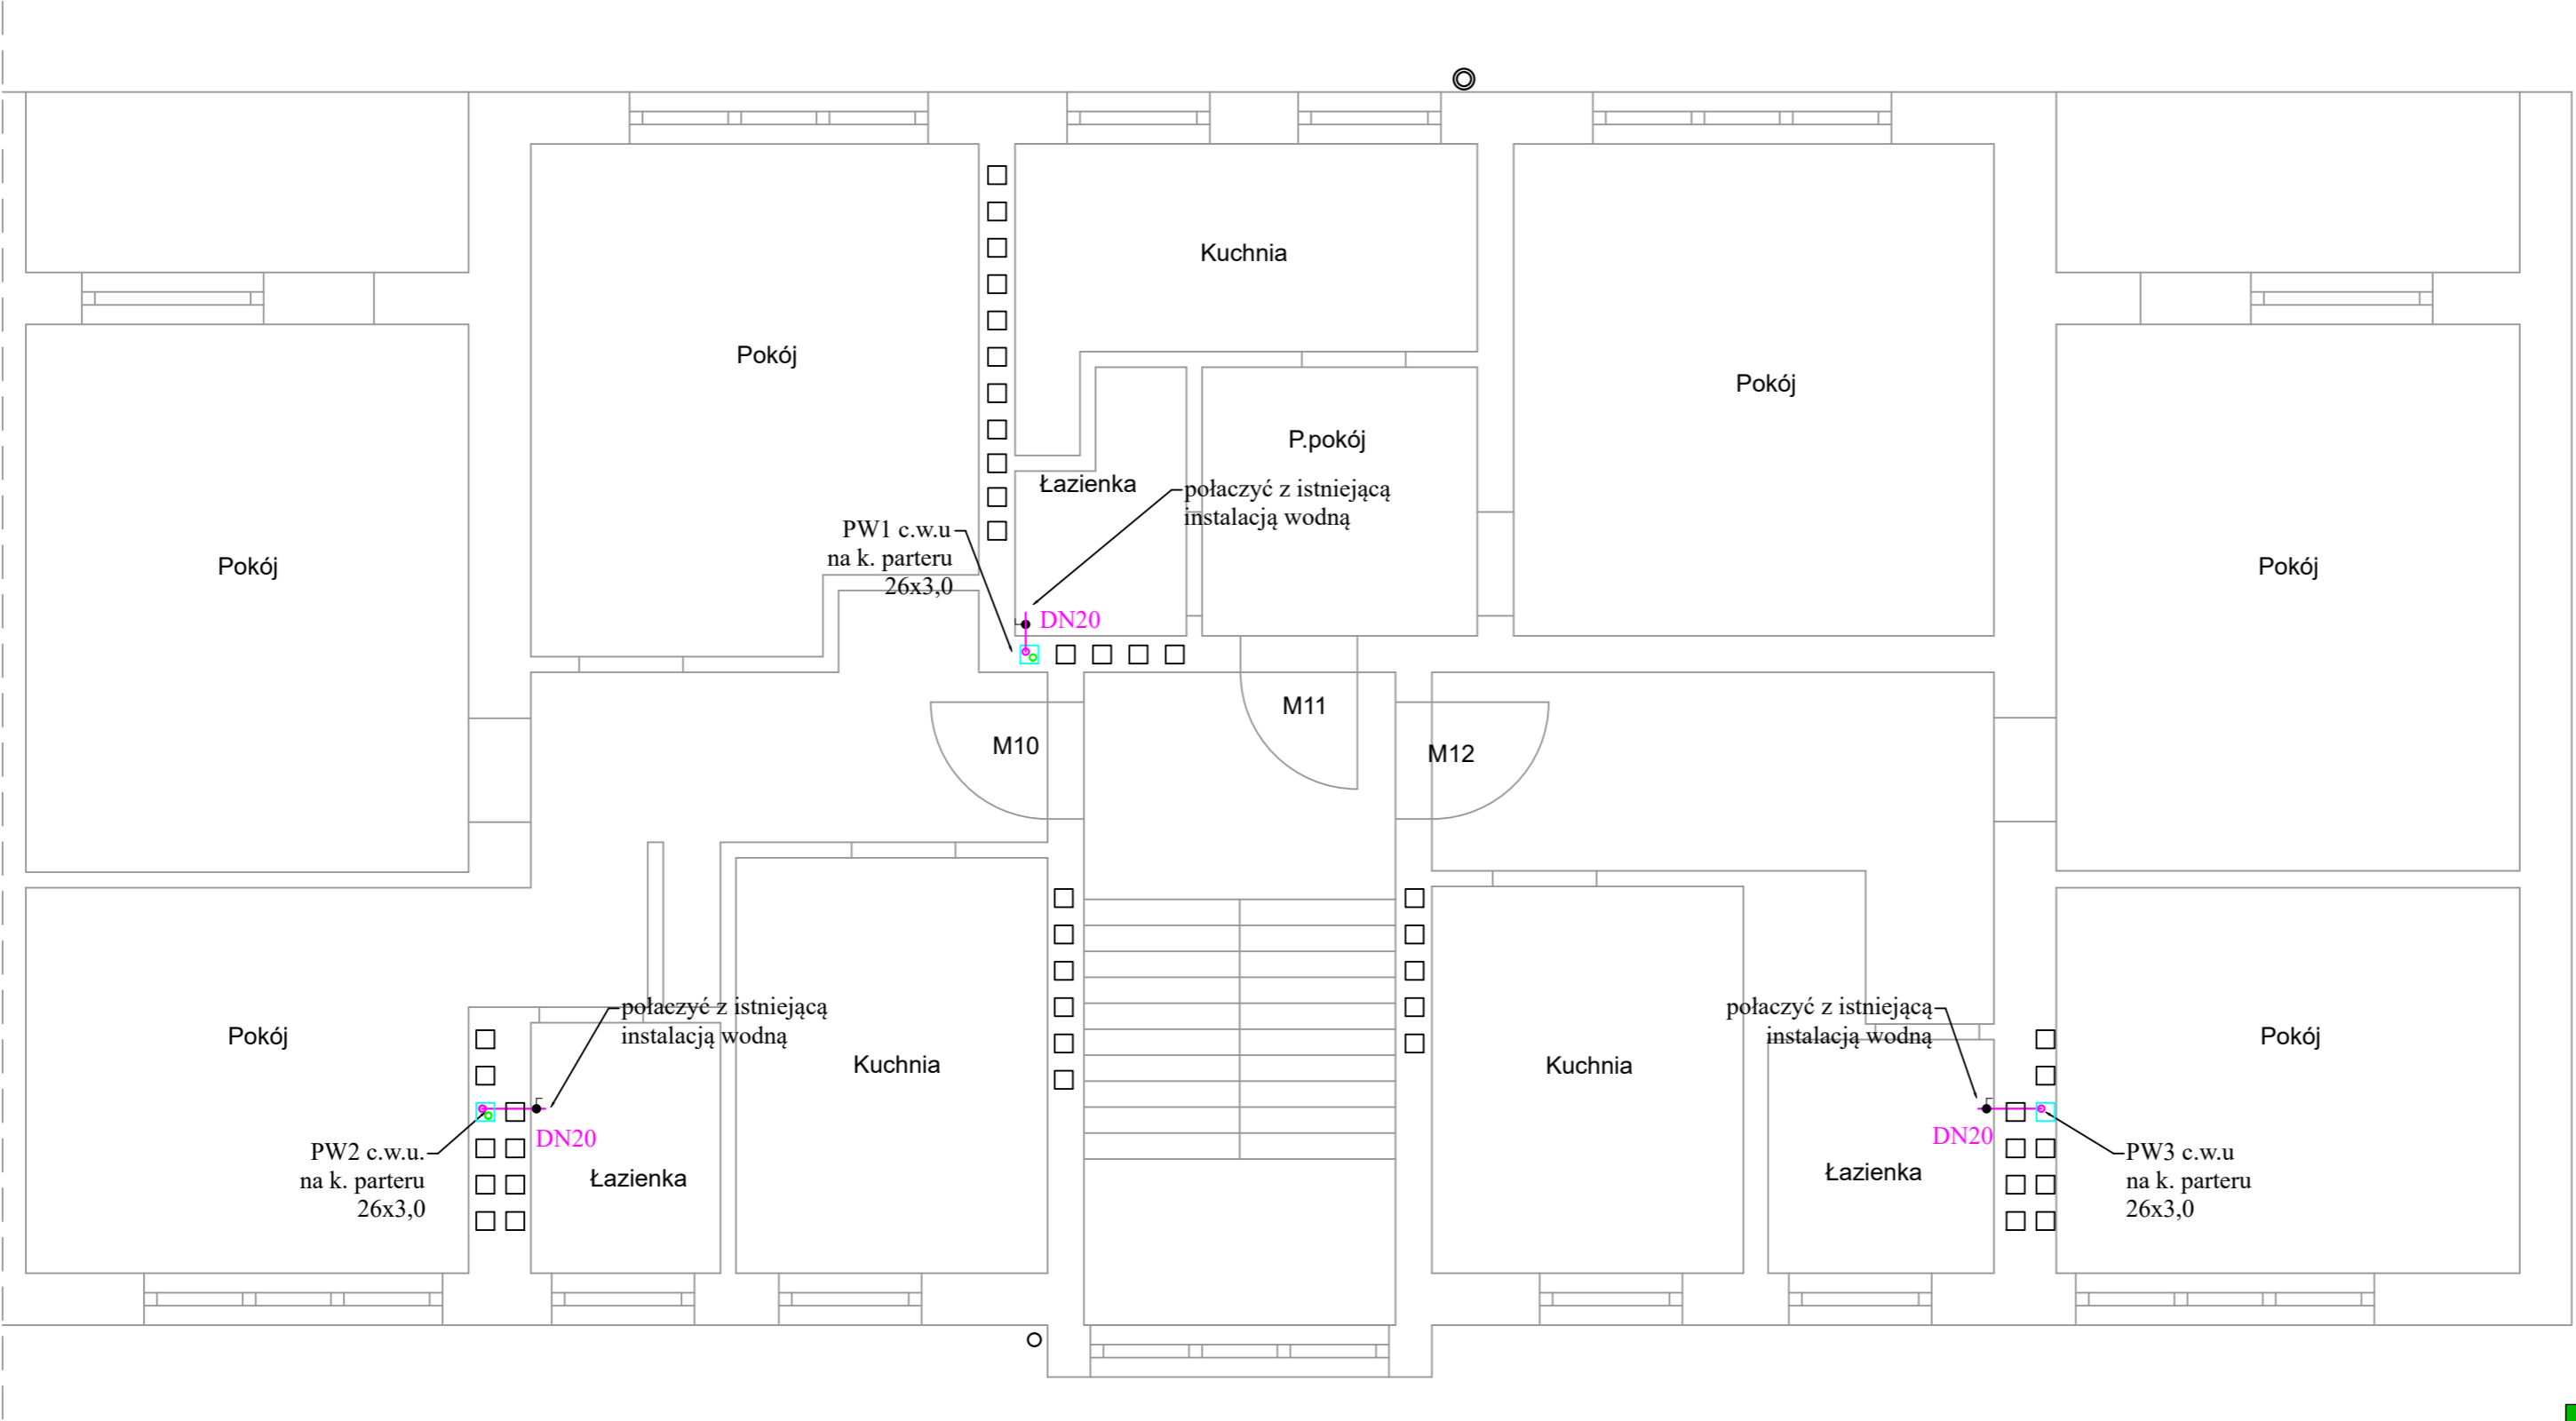 Kuchnia
Pokój
Pokój
P.pokój
Łazienka
połaczyć z istniejącą
instalacją wodną
PW1 c.w.u
na k. parteru
26x3,0
DN20
Pokój
Pokój
M11
M10
M12
połaczyć z istniejącą
instalacją wodną
Pokój
Kuchnia
DN20
PW2 c.w.u.
na k. parteru
26x3,0
Łazienka
połaczyć z istniejącą
instalacją wodną
Kuchnia
Pokój
DN20
Łazienka
PW3 c.w.u
na k. parteru
26x3,0